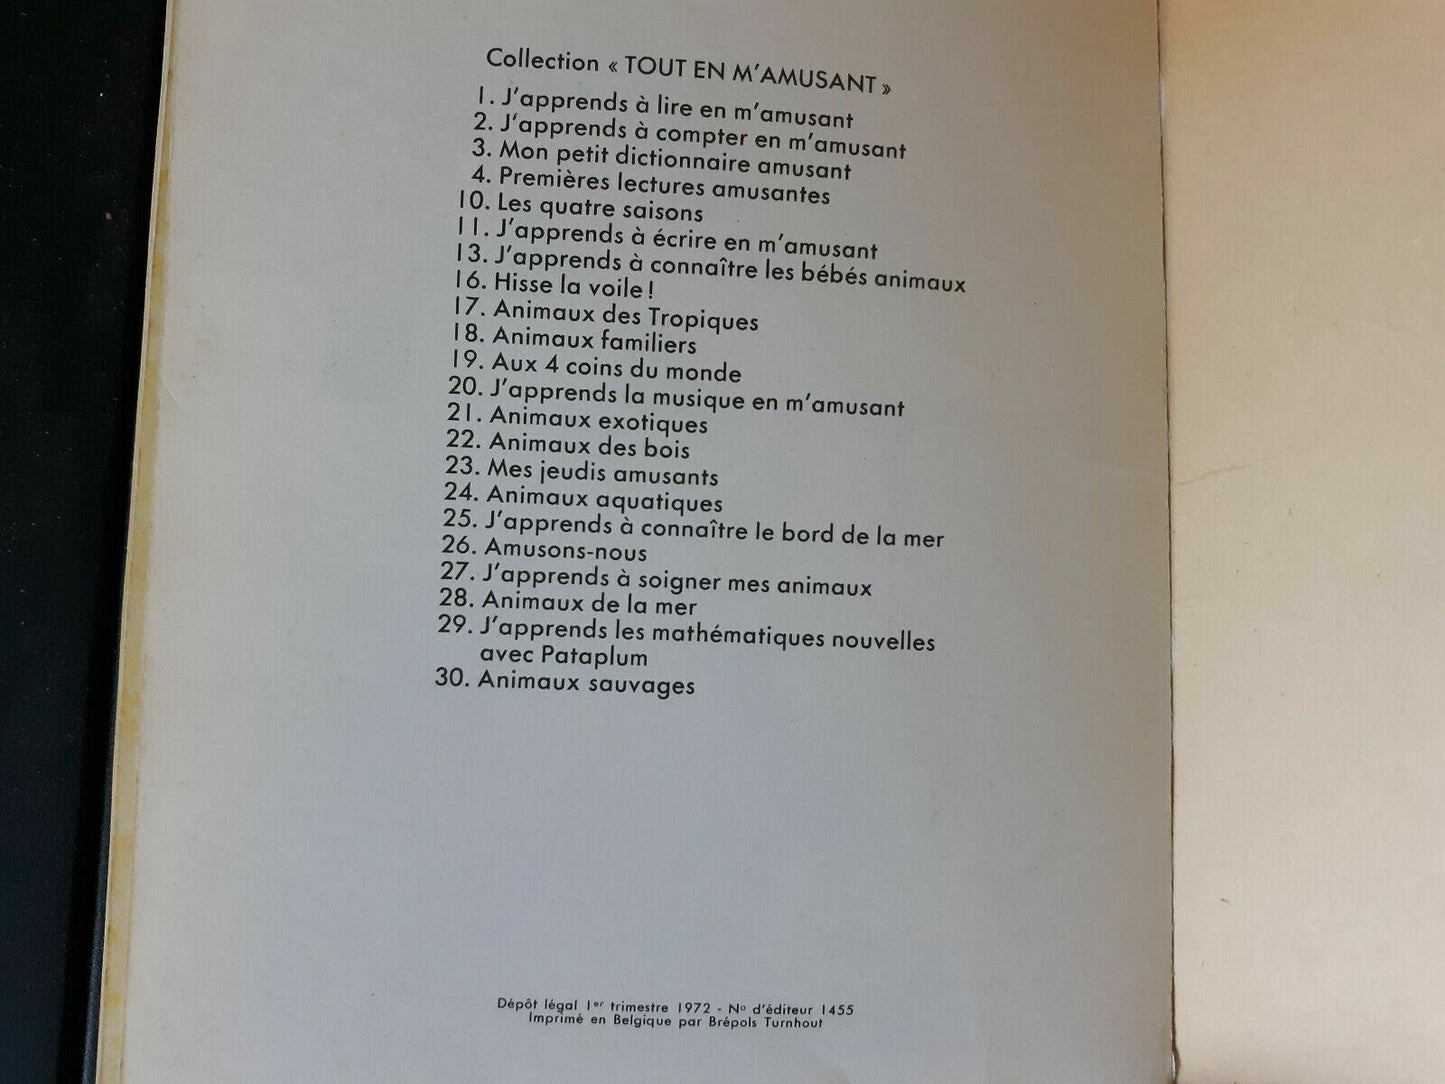 Collection « TOUT EN M'AMUSANT »
1. J'apprends à lire en m'amusant
2. J'apprends à compter en m'amusant
3. Mon petit dictionnaire amusant
4. Premières lectures amusantes
10. Les quatre saisons
11. J'apprends à écrire en m'amusant
13. J'apprends à connaître les bébés animaux
16. Hisse la voile !
17. Animaux des Tropiques
18. Animaux familiers
19. Aux 4 coins du monde
20. J'apprends la musique en m'amusant
21. Animaux exotiques
22. Animaux des bois
23. Mes jeudis amusants
24. Animaux aquatiques
25. J'apprends à connaître le bord de la mer
26. Amusons-nous
27. J'apprends à soigner mes animaux
28. Animaux de la mer
29. J'apprends les mathématiques nouvelles
avec Pataplum
30. Animaux sauvages
Dépôt légal 1er trimestre 1972 - No d'éditeur 1455
Imprimé en Belgique par Brépols Turnhout